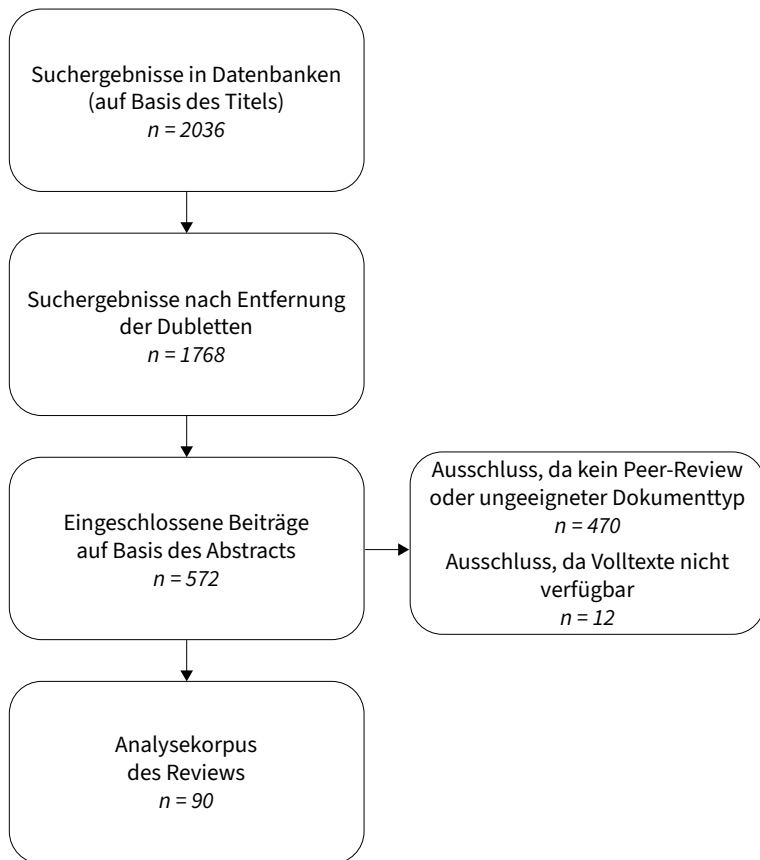 Suchergebnisse in Datenbanken
(auf Basis des Titels)
n = 2036
Suchergebnisse nach Entfernung
der Dubletten
n = 1768
Eingeschlossene Beiträge
auf Basis des Abstracts
n = 572
Ausschluss, da kein Peer-Review
oder ungeeigneter Dokumenttyp
n = 470
Ausschluss, da Volltexte nicht
verfügbar
n = 12
Analysekorpus
des Reviews
n = 90